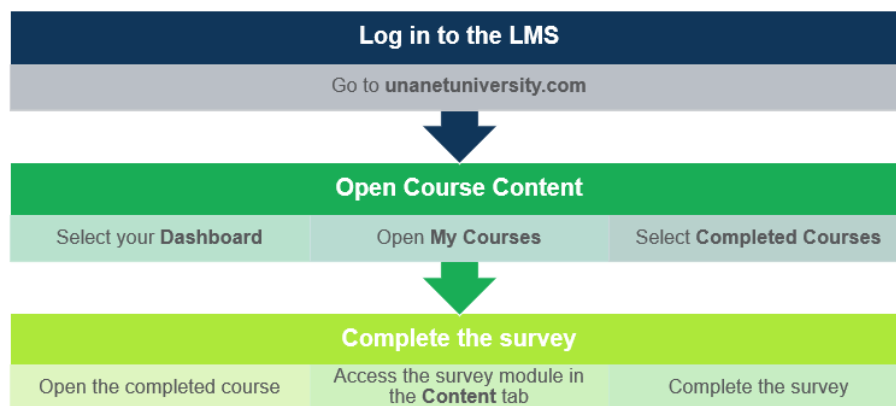 Log in to the LMS
Go to unanetuniversity.com
Open Course Content
Select your Dashboard
Open My Courses
Select Completed Courses
Complete the survey
Open the completed course
Access the survey module in
the Content tab
Complete the survey